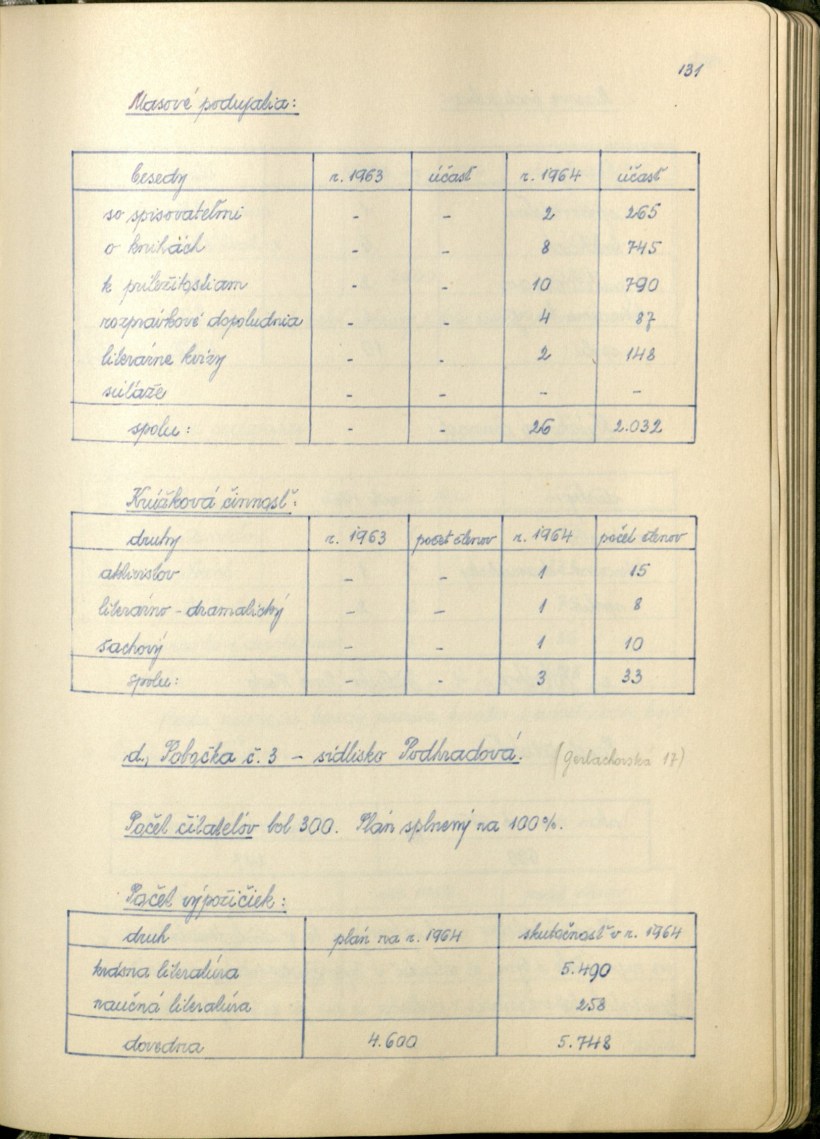 131
Masové podujatia:
besedy r. 1963 účasť r. 1964 účasť
so spisovateľmi - - 2 265
o knihách - - 8 745
k príležitostiam - - 10 790
rozprávkové dopoludnia - - 4 87
literárne kvízy - - 2 148
súťaže - - - -
spolu: - 26 2.032
Krúžková činnosť:
druhy r. 1963 počet členov r. 1964 počet členov
aktivistov - - 1 15
literárno-dramatický - - 1 8
šachový - - 1 10
spolu: - - 3 33
d, Pobočka č. 3 - sídlisko Podhradová. (Gerlachovská 17)
Počet čitateľov bol 300. Plán splnený na 100%.
Počet výpožičiek:
druh plán na r. 1964 skutočnosť v r. 1964
krásna literatúra 5.490
naučná literatúra 258
dovedna 4.600 5.748